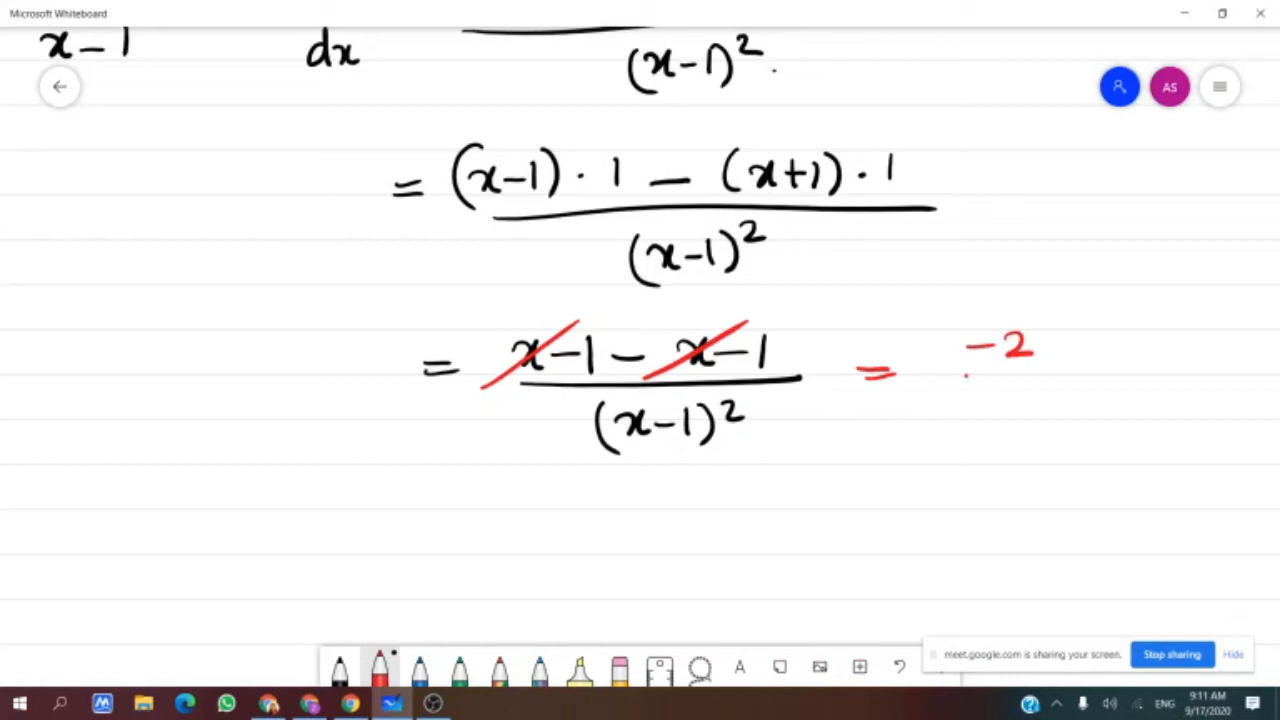 Microsoft Whiteboard
x-1 dx (x-1)².
AS
= (x-1)·1 - (x+1)·1
(x-1)²
= x-1 - x-1 = -2
(x-1)²
meet.google.com is sharing your screen. Stop sharing Hide
A
ENG 9:11 AM
9/17/2020